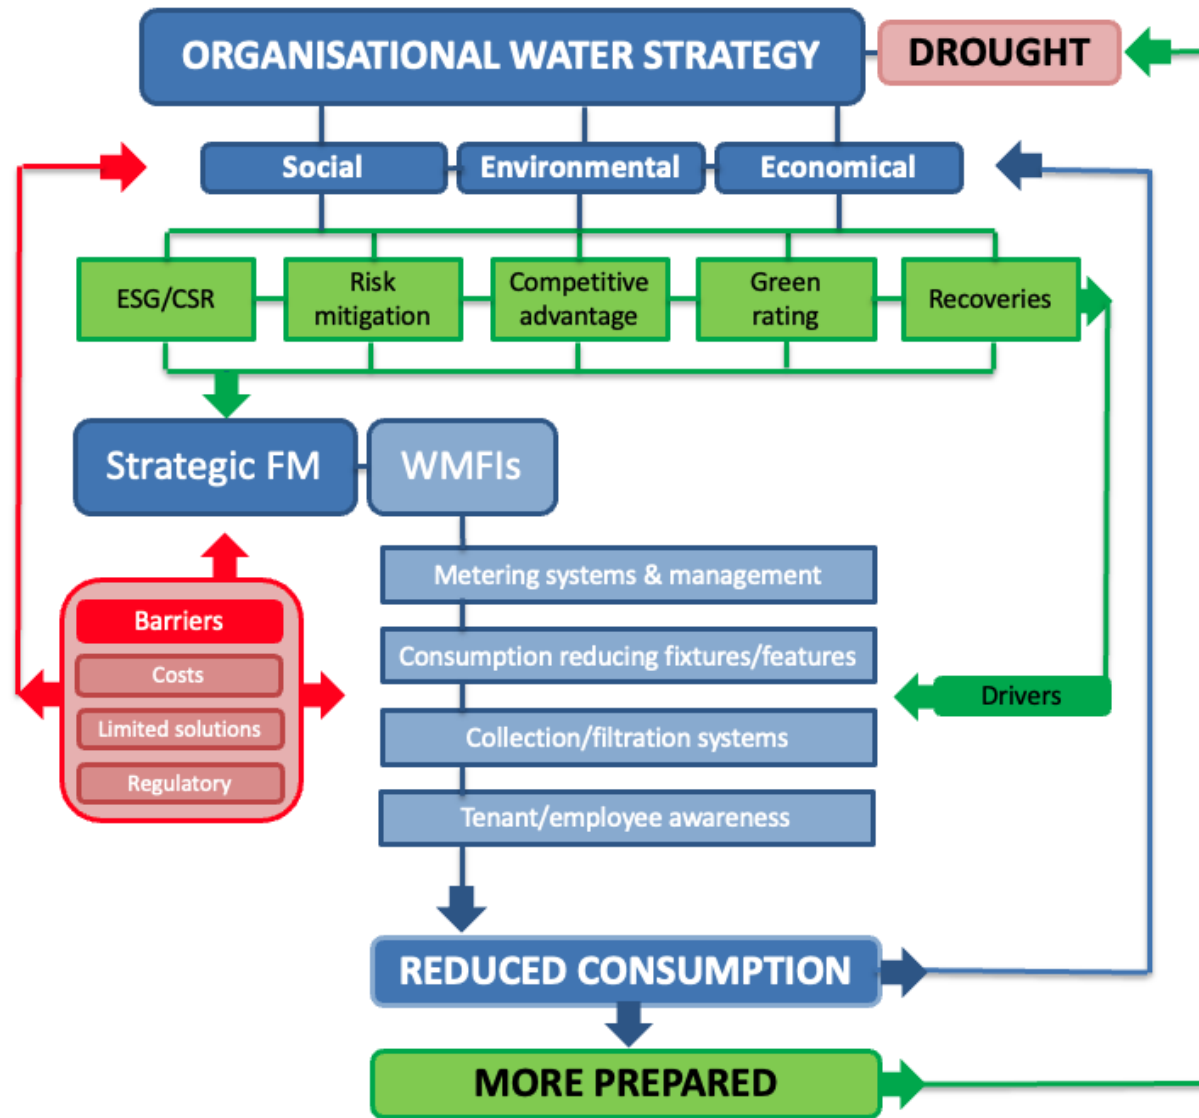 ORGANISATIONAL WATER STRATEGY
DROUGHT
Social
Environmental
Economical
ESG/CSR
Risk
mitigation
Competitive
advantage
Green
rating
Recoveries
Strategic FM
WMFIs
Metering systems & management
Barriers
Consumption reducing fixtures/features
Costs
Drivers
Limited solutions
Collection/filtration systems
Regulatory
Tenant/employee awareness
REDUCED CONSUMPTION
MORE PREPARED